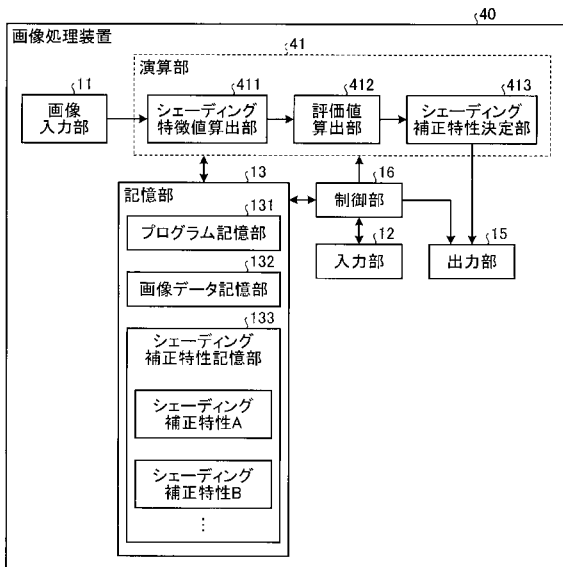 40
画像処理装置
41
演算部
11
画像
入力部
411
シェーディング
特徴値算出部
412
評価値
算出部
413
シェーディング
補正特性決定部
13
記憶部
131
プログラム記憶部
132
画像データ記憶部
133
シェーディング
補正特性記憶部
シェーディング
補正特性A
シェーディング
補正特性B
⋮
16
制御部
12
入力部
15
出力部